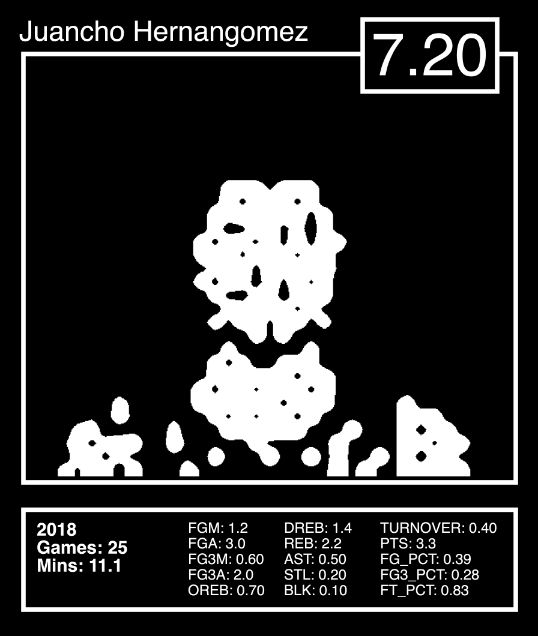 Juancho Hernangomez
7.20
2018
Games: 25
Mins: 11.1
FGM: 1.2
FGA: 3.0
FG3M: 0.60
FG3A: 2.0
OREB: 0.70
DREB: 1.4
REB: 2.2
AST: 0.50
STL: 0.20
BLK: 0.10
TURNOVER: 0.40
PTS: 3.3
FG_PCT: 0.39
FG3_PCT: 0.28
FT_PCT: 0.83